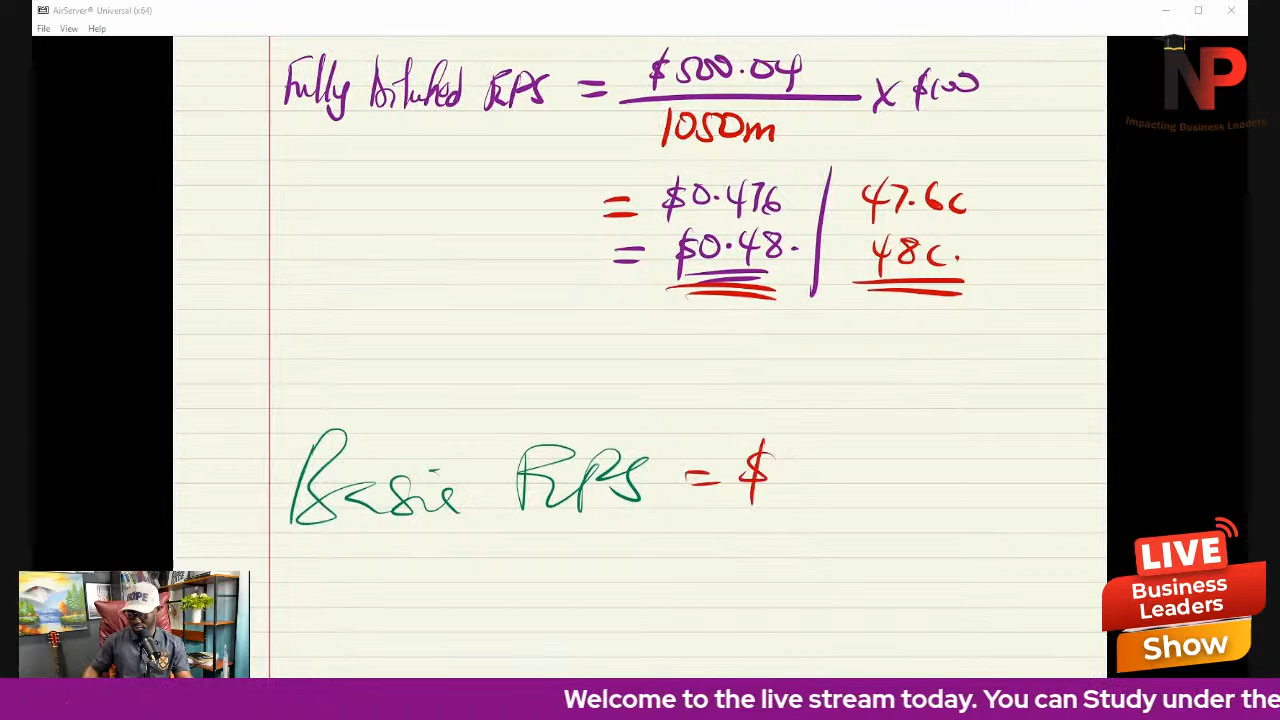 AirServer® Universal (x64)
File View Help
Fully Diluted EPS = $500.04 / 1050m x $100
= $0.476 | 47.6c
= $0.48. | 48c.
Basic EPS = $
NP
Impacting Business Leaders
HOPE
LIVE
Business
Leaders
Show
Welcome to the live stream today. You can Study under the